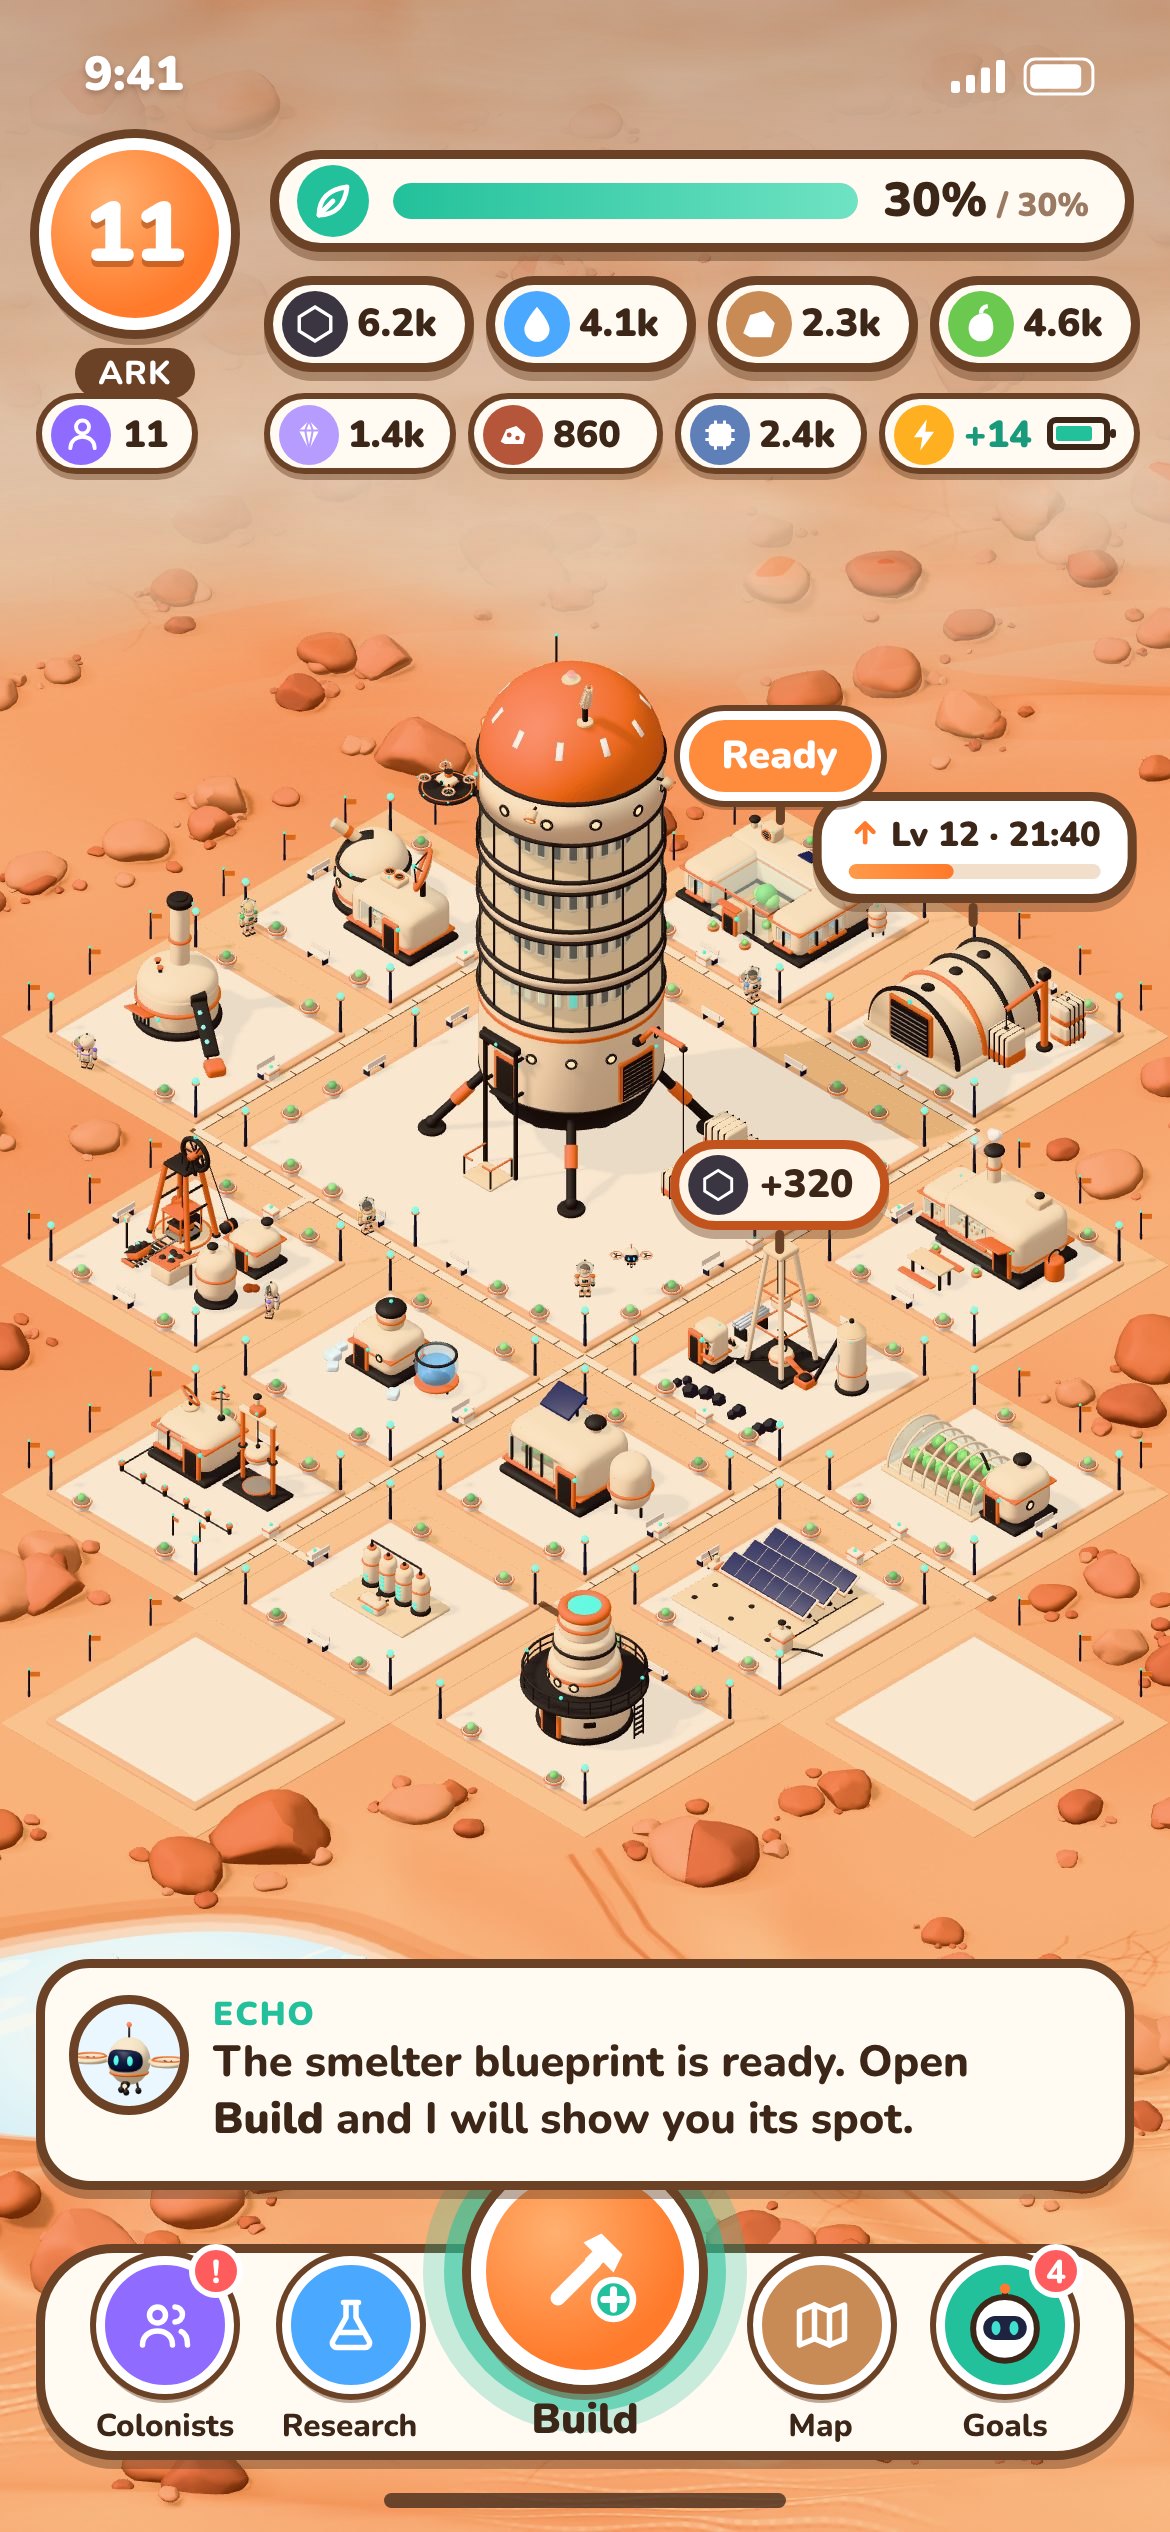 9:41
11
30% / 30%
6.2k
4.1k
2.3k
4.6k
ARK
11
1.4k
860
2.4k
+14
Ready
Lv 12 · 21:40
+320
ECHO
The smelter blueprint is ready. Open
Build and I will show you its spot.
!
4
Colonists
Research
Build
Map
Goals